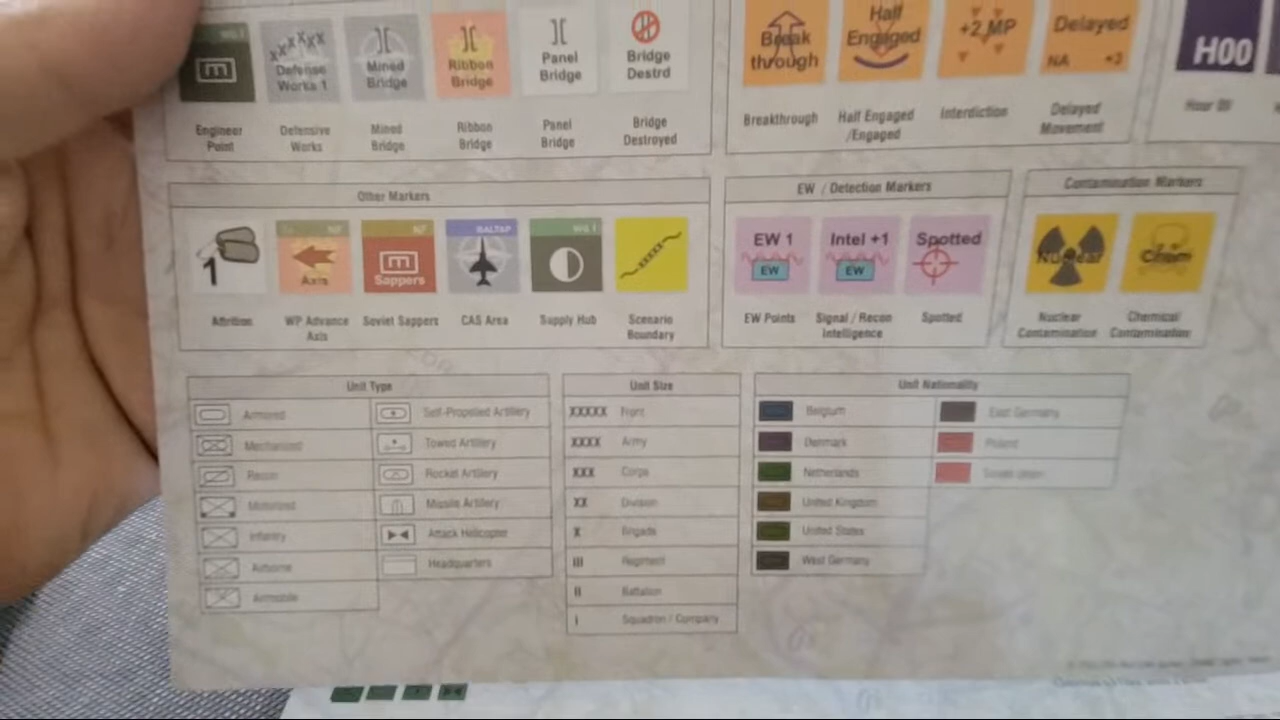 WG I
Defense
Works 1
Mined
Bridge
Ribbon
Bridge
Panel
Bridge
Bridge
Destrd
Engineer
Point
Defensive
Works
Mined
Bridge
Ribbon
Bridge
Panel
Bridge
Bridge
Destroyed
Break
through
Half
Engaged
+2 MP
Delayed
NA +3
Breakthrough
Half Engaged
/Engaged
Interdiction
Delayed
Movement
H00
Other Markers
1
Axis
Sappers
BALTAP
WG I
Attrition
WP Advance
Axis
Soviet Sappers
CAS Area
Supply Hub
Scenario
Boundary
EW / Detection Markers
EW 1
EW
Intel +1
EW
Spotted
EW Points
Signal / Recon
Intelligence
Spotted
Contamination Markers
Nuclear
Chem
Nuclear
Contamination
Chemical
Contamination
Unit Type
Armored
Mechanized
Recon
Motorized
Infantry
Airborne
Airmobile
Self-Propelled Artillery
Towed Artillery
Rocket Artillery
Missile Artillery
Attack Helicopter
Headquarters
Unit Size
XXXXX Front
XXXX Army
XXX Corps
XX Division
X Brigade
III Regiment
II Battalion
I Squadron / Company
Unit Nationality
Belgium
Denmark
Netherlands
United Kingdom
United States
West Germany
East Germany
Poland
Soviet Union